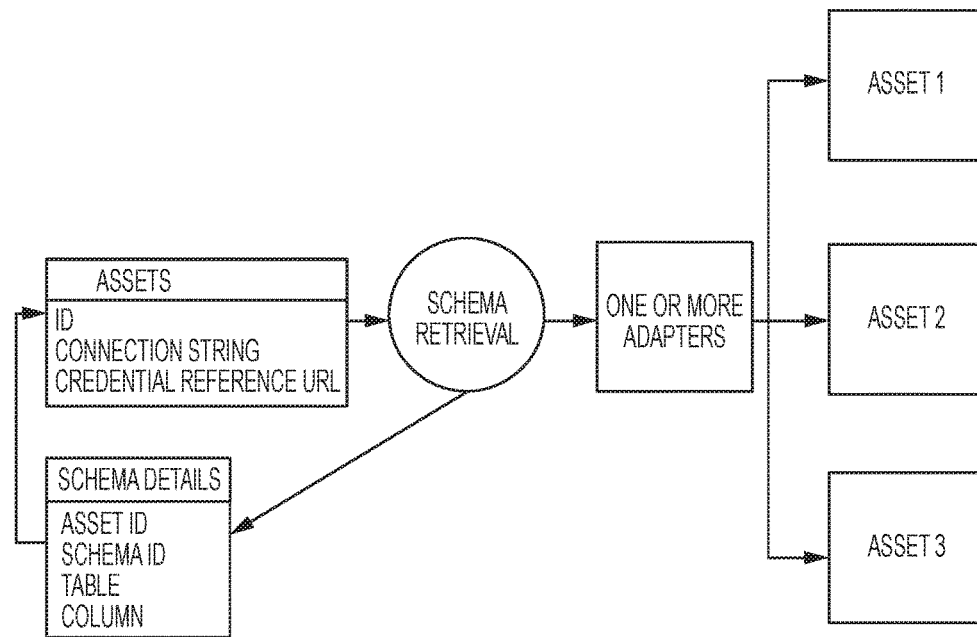 ASSET 1
ASSETS
ID
CONNECTION STRING
CREDENTIAL REFERENCE URL
SCHEMA
RETRIEVAL
ONE OR MORE
ADAPTERS
ASSET 2
SCHEMA DETAILS
ASSET ID
SCHEMA ID
TABLE
COLUMN
ASSET 3